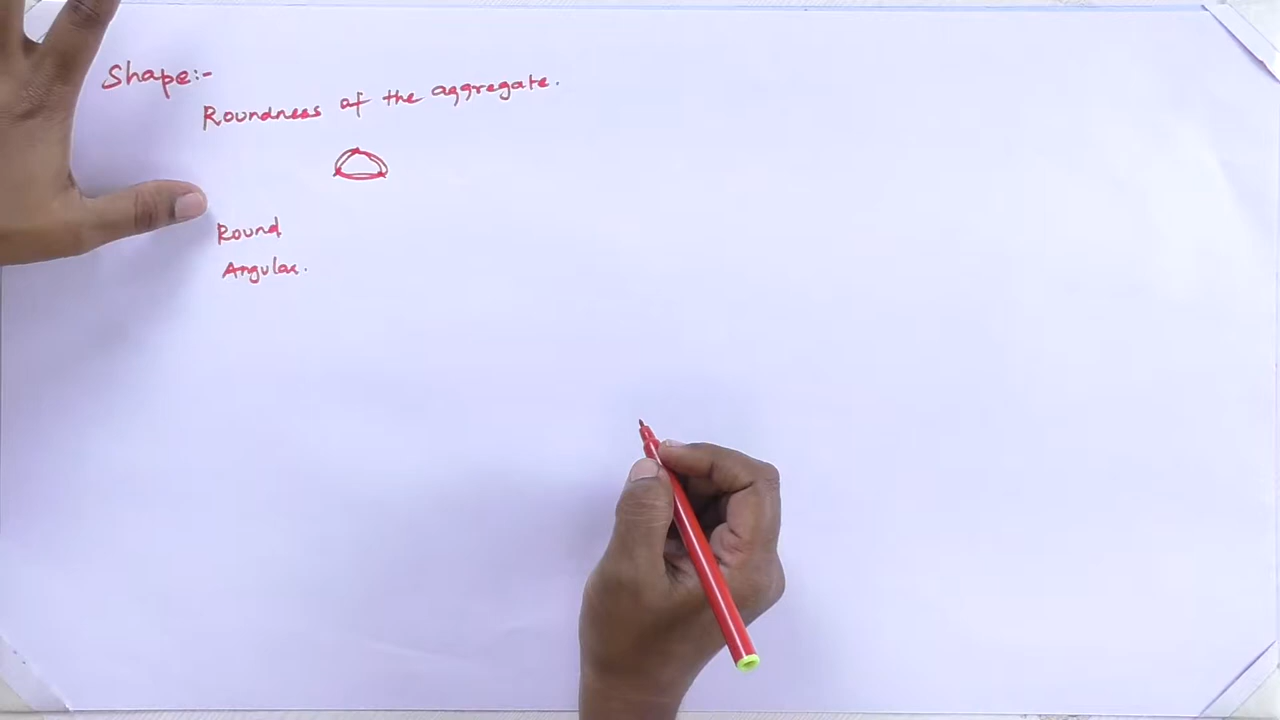 Shape:-
Roundness of the aggregate.
Round
Angular.